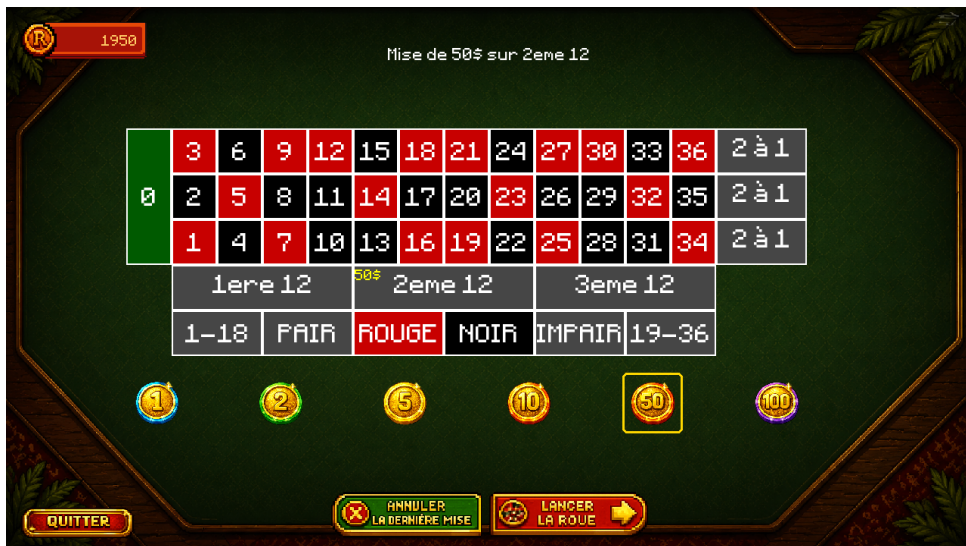 R 1950
Mise de 50$ sur 2eme 12
3 6 9 12 15 18 21 24 27 30 33 36 2 à 1
0 2 5 8 11 14 17 20 23 26 29 32 35 2 à 1
1 4 7 10 13 16 19 22 25 28 31 34 2 à 1
1ere 12 50$ 2eme 12 3eme 12
1-18 PAIR ROUGE NOIR IMPAIR 19-36
1 2 5 10 50 100
ANNULER
LA DERNIÈRE MISE
LANCER
LA ROUE
QUITTER